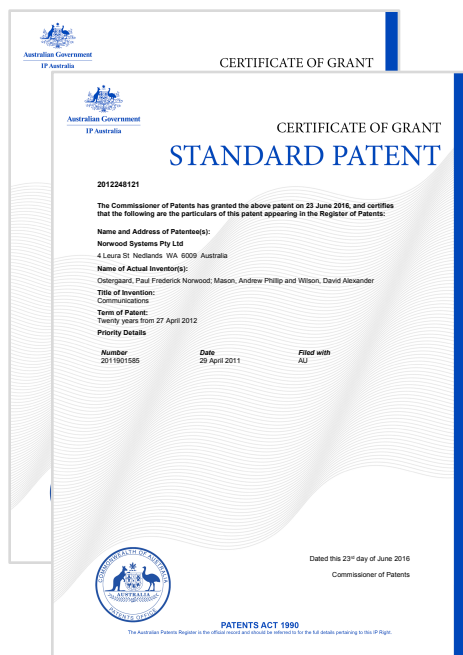 Australian Government
IP Australia
CERTIFICATE OF GRANT
Australian Government
IP Australia
CERTIFICATE OF GRANT
STANDARD PATENT
2012248121
The Commissioner of Patents has granted the above patent on 23 June 2016, and certifies
that the following are the particulars of this patent appearing in the Register of Patents:
Name and Address of Patentee(s):
Norwood Systems Pty Ltd
4 Leura St Nedlands WA 6009 Australia
Name of Actual Inventor(s):
Ostergaard, Paul Frederick Norwood; Mason, Andrew Phillip and Wilson, David Alexander
Title of Invention:
Communications
Term of Patent:
Twenty years from 27 April 2012
Priority Details
Number Date Filed with
2011901585 29 April 2011 AU
Dated this 23rd day of June 2016
Commissioner of Patents
COMMONWEALTH OF AUSTRALIA
AUSTRALIA
PATENTS OFFICE
PATENTS ACT 1990
The Australian Patents Register is the official record and should be referred to for the full details pertaining to this IP Right.